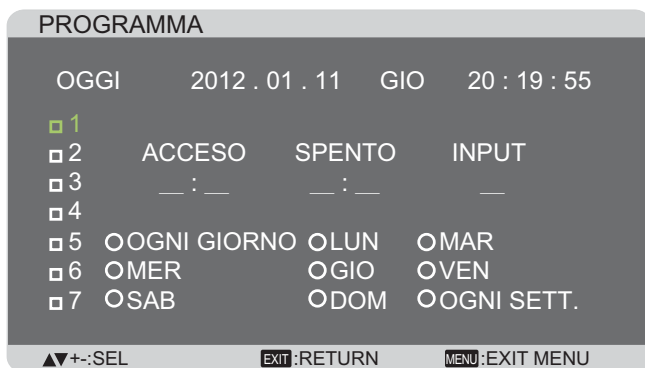 PROGRAMMA
OGGI 2012 . 01 . 11 GIO 20 : 19 : 55
1
2 ACCESO SPENTO INPUT
3 __ : __ __ : __ __
4
5 OGNI GIORNO LUN MAR
6 MER GIO VEN
7 SAB DOM OGNI SETT.
▲▼+-:SEL EXIT :RETURN MENU :EXIT MENU